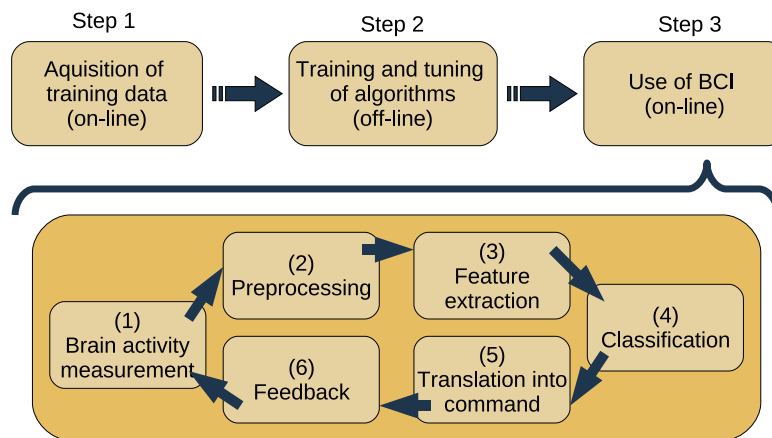 Step 1
Step 2
Step 3
Aquisition of
training data
(on-line)
Training and tuning
of algorithms
(off-line)
Use of BCI
(on-line)
(1)
Brain activity
measurement
(2)
Preprocessing
(3)
Feature
extraction
(4)
Classification
(5)
Translation into
command
(6)
Feedback